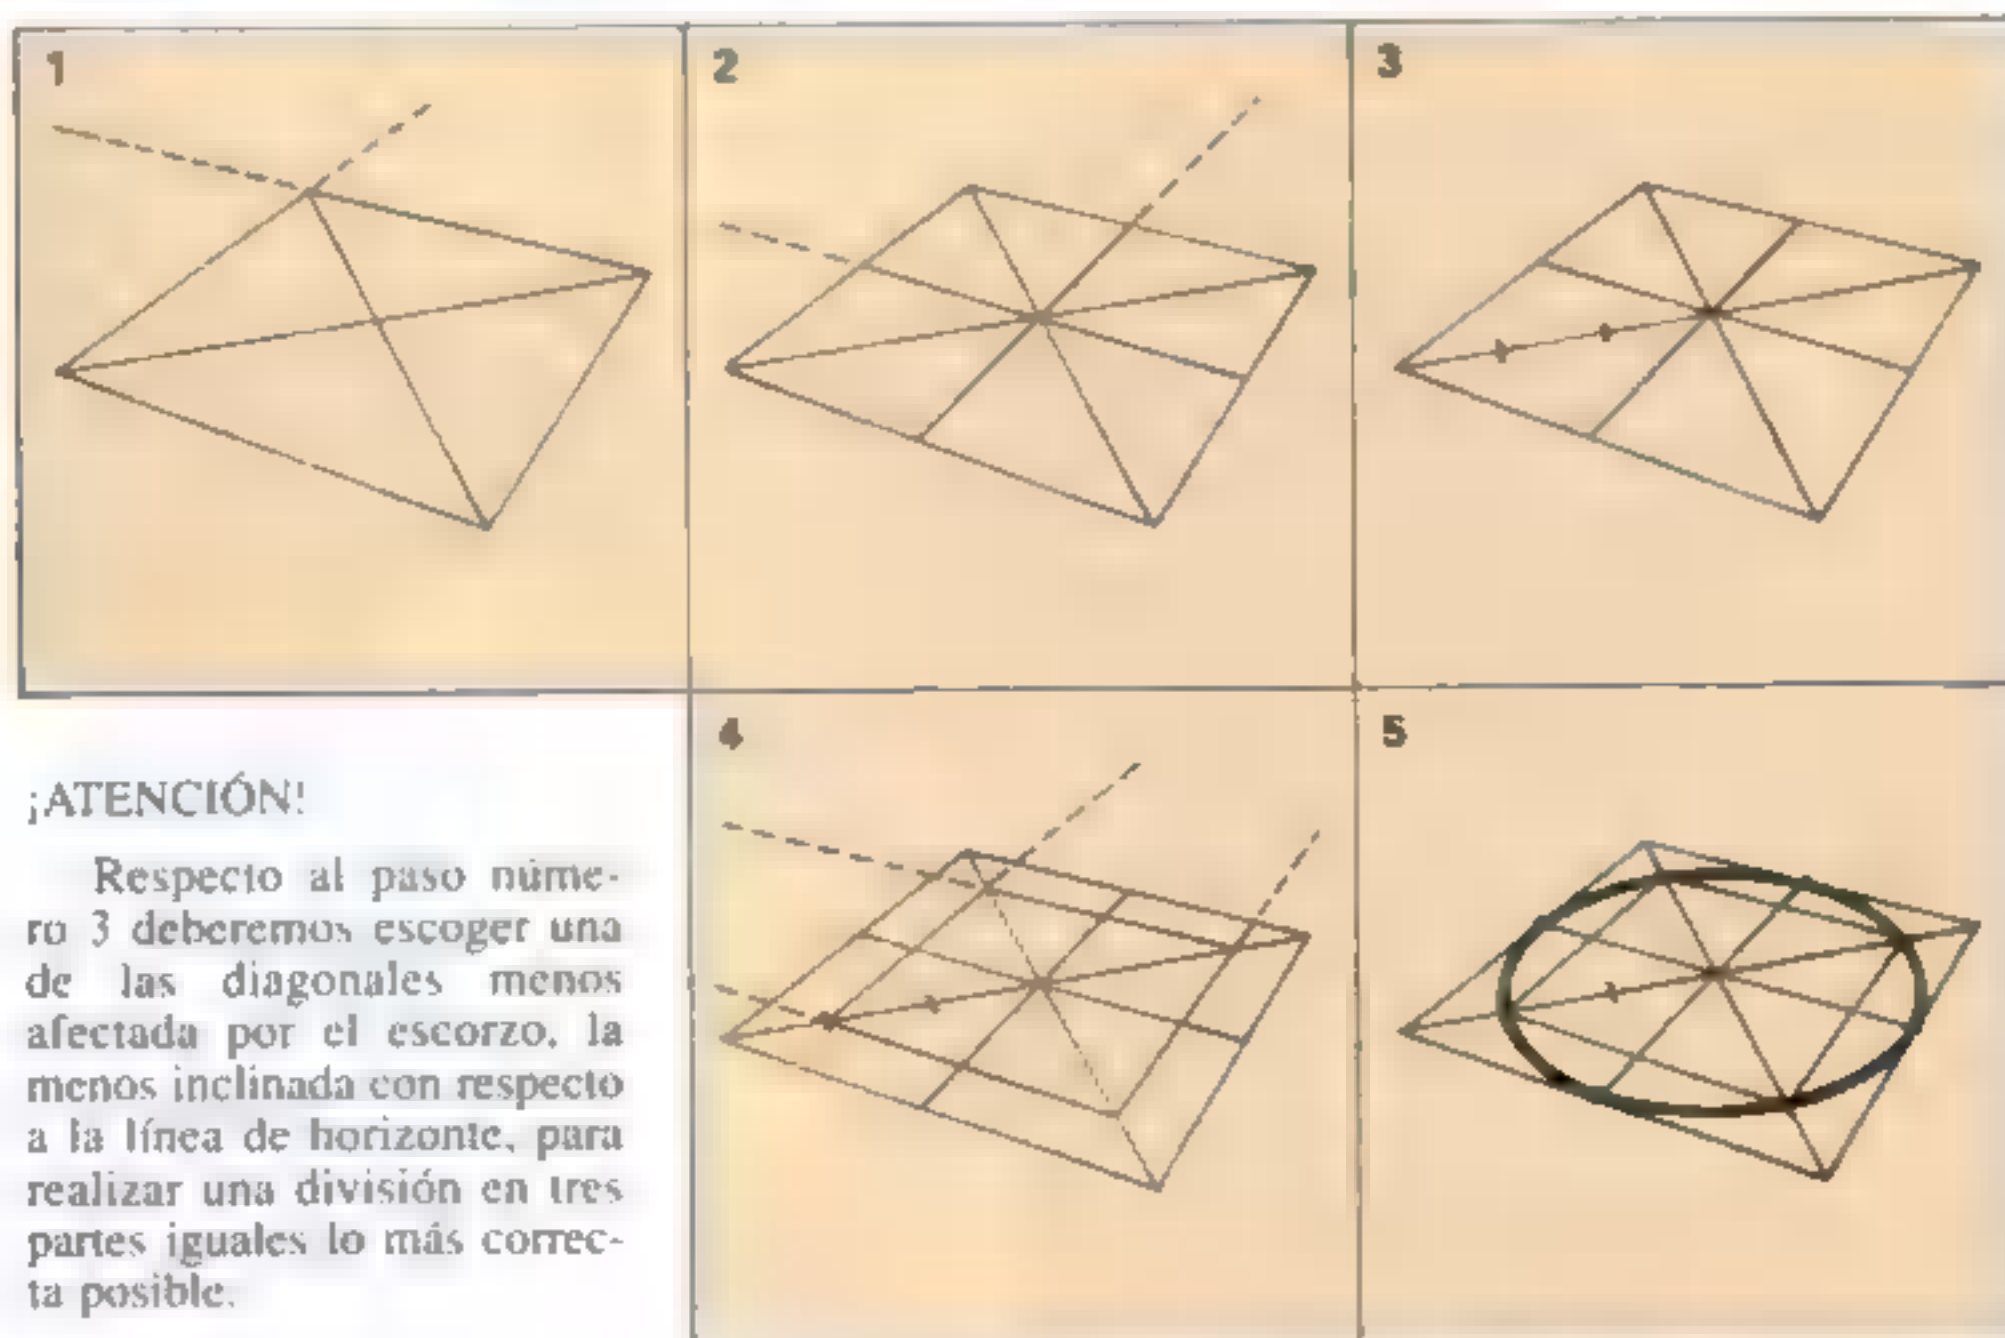 1
2
3
¡ATENCIÓN!
Respecto al paso núme-
ro 3 deberemos escoger una
de las diagonales menos
afectada por el escorzo, la
menos inclinada con respecto
a la línea de horizonte, para
realizar una división en tres
partes iguales lo más correc-
ta posible.
4
5